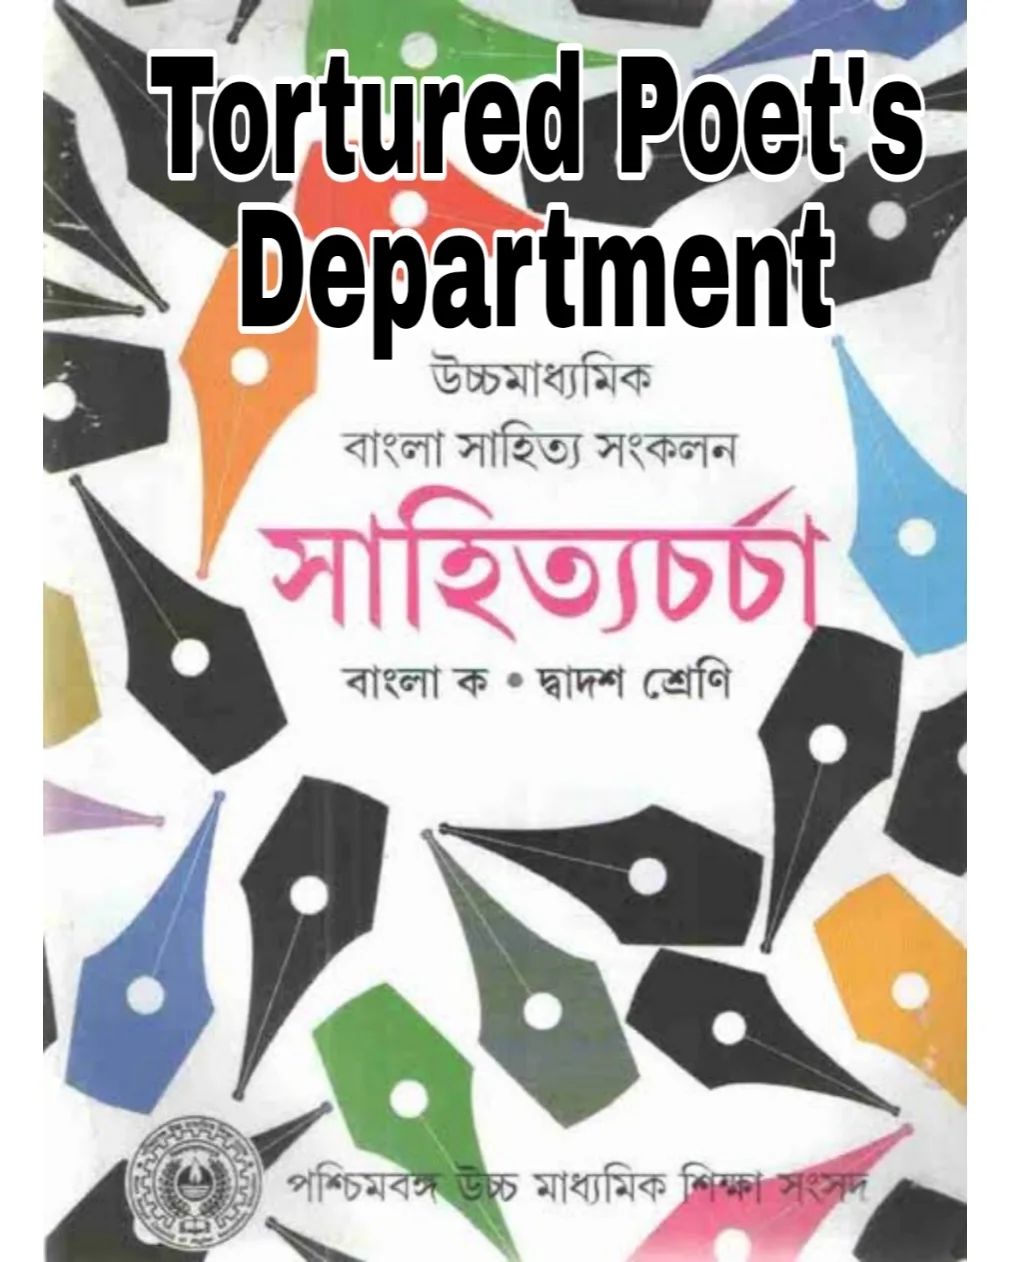 Tortured Poet's
Department
উচ্চমাধ্যমিক
বাংলা সাহিত্য সংকলন
সাহিত্যচর্চা
বাংলা ক • দ্বাদশ শ্রেণি
পশ্চিমবঙ্গ উচ্চ মাধ্যমিক শিক্ষা সংসদ